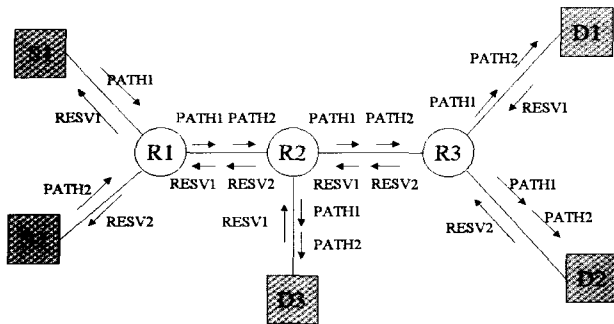 S1
D1
PATH1
PATH2
RESV1
PATH1
RESV1
PATH1 PATH2
PATH1 PATH2
R1
R2
R3
RESV1 RESV2
RESV1 RESV2
PATH2
RESV2
RESV1
PATH1
PATH2
PATH1
PATH2
RESV2
D3
D2